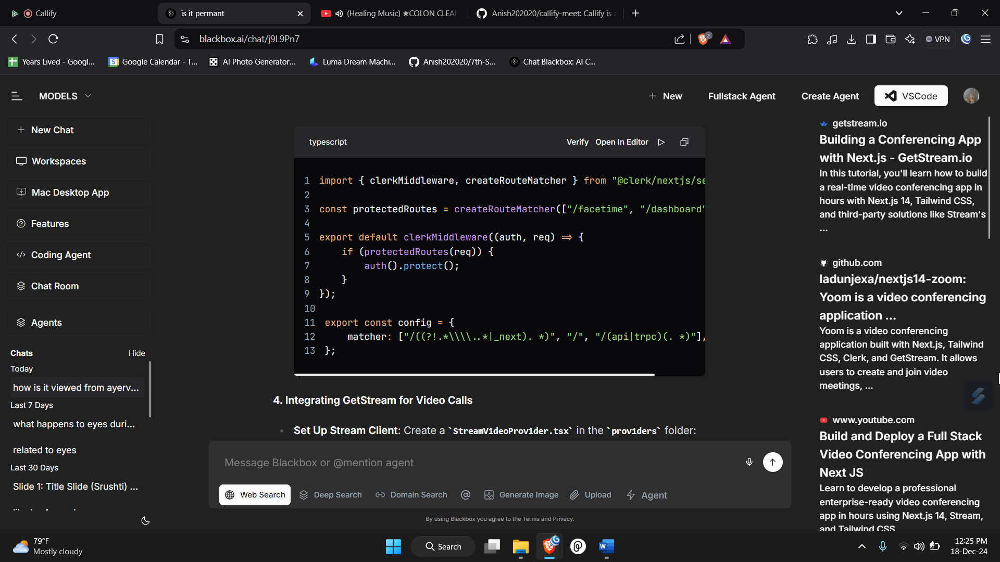 Callify
is it permant
(Healing Music) ★COLON CLEAN
Anish202020/callify-meet: Callify is a
blackbox.ai/chat/j9L9Pn7
2
VPN
Years Lived - Googl...
5
Google Calendar - T...
AI Photo Generator...
Luma Dream Machi...
Anish202020/7th-S...
Chat Blackbox: AI C...
MODELS
New
Fullstack Agent
Create Agent
VSCode
New Chat
Workspaces
Mac Desktop App
Features
Coding Agent
Chat Room
Agents
Chats
Hide
Today
how is it viewed from ayerv...
Last 7 Days
what happens to eyes duri...
related to eyes
Last 30 Days
Slide 1: Title Slide (Srushti) ...
typescript
Verify Open In Editor
1 import { clerkMiddleware, createRouteMatcher } from "@clerk/nextjs/se
2
3 const protectedRoutes = createRouteMatcher(["/facetime", "/dashboard"
4
5 export default clerkMiddleware((auth, req) => {
6 if (protectedRoutes(req)) {
7 auth().protect();
8 }
9 });
10
11 export const config = {
12 matcher: ["/((?!.*\\\\..*|_next). *)", "/", "/(api|trpc)(. *)"],
13 };
4. Integrating GetStream for Video Calls
• Set Up Stream Client: Create a `StreamVideoProvider.tsx` in the `providers` folder:
Message Blackbox or @mention agent
Web Search
Deep Search
Domain Search
@
Generate Image
Upload
Agent
By using Blackbox you agree to the Terms and Privacy.
getstream.io
Building a Conferencing App
with Next.js - GetStream.io
In this tutorial, you'll learn how to build
a real-time video conferencing app in
hours with Next.js 14, Tailwind CSS,
and third-party solutions like Stream's
...
github.com
ladunjexa/nextjs14-zoom:
Yoom is a video conferencing
application ...
Yoom is a video conferencing
application built with Next.js, Tailwind
CSS, Clerk, and GetStream. It allows
users to create and join video
meetings, ...
www.youtube.com
Build and Deploy a Full Stack
Video Conferencing App with
Next JS
Learn to develop a professional
enterprise-ready video conferencing
app in hours using Next.js 14, Stream,
and Tailwind CSS
79°F
Mostly cloudy
Search
W
12:25 PM
18-Dec-24